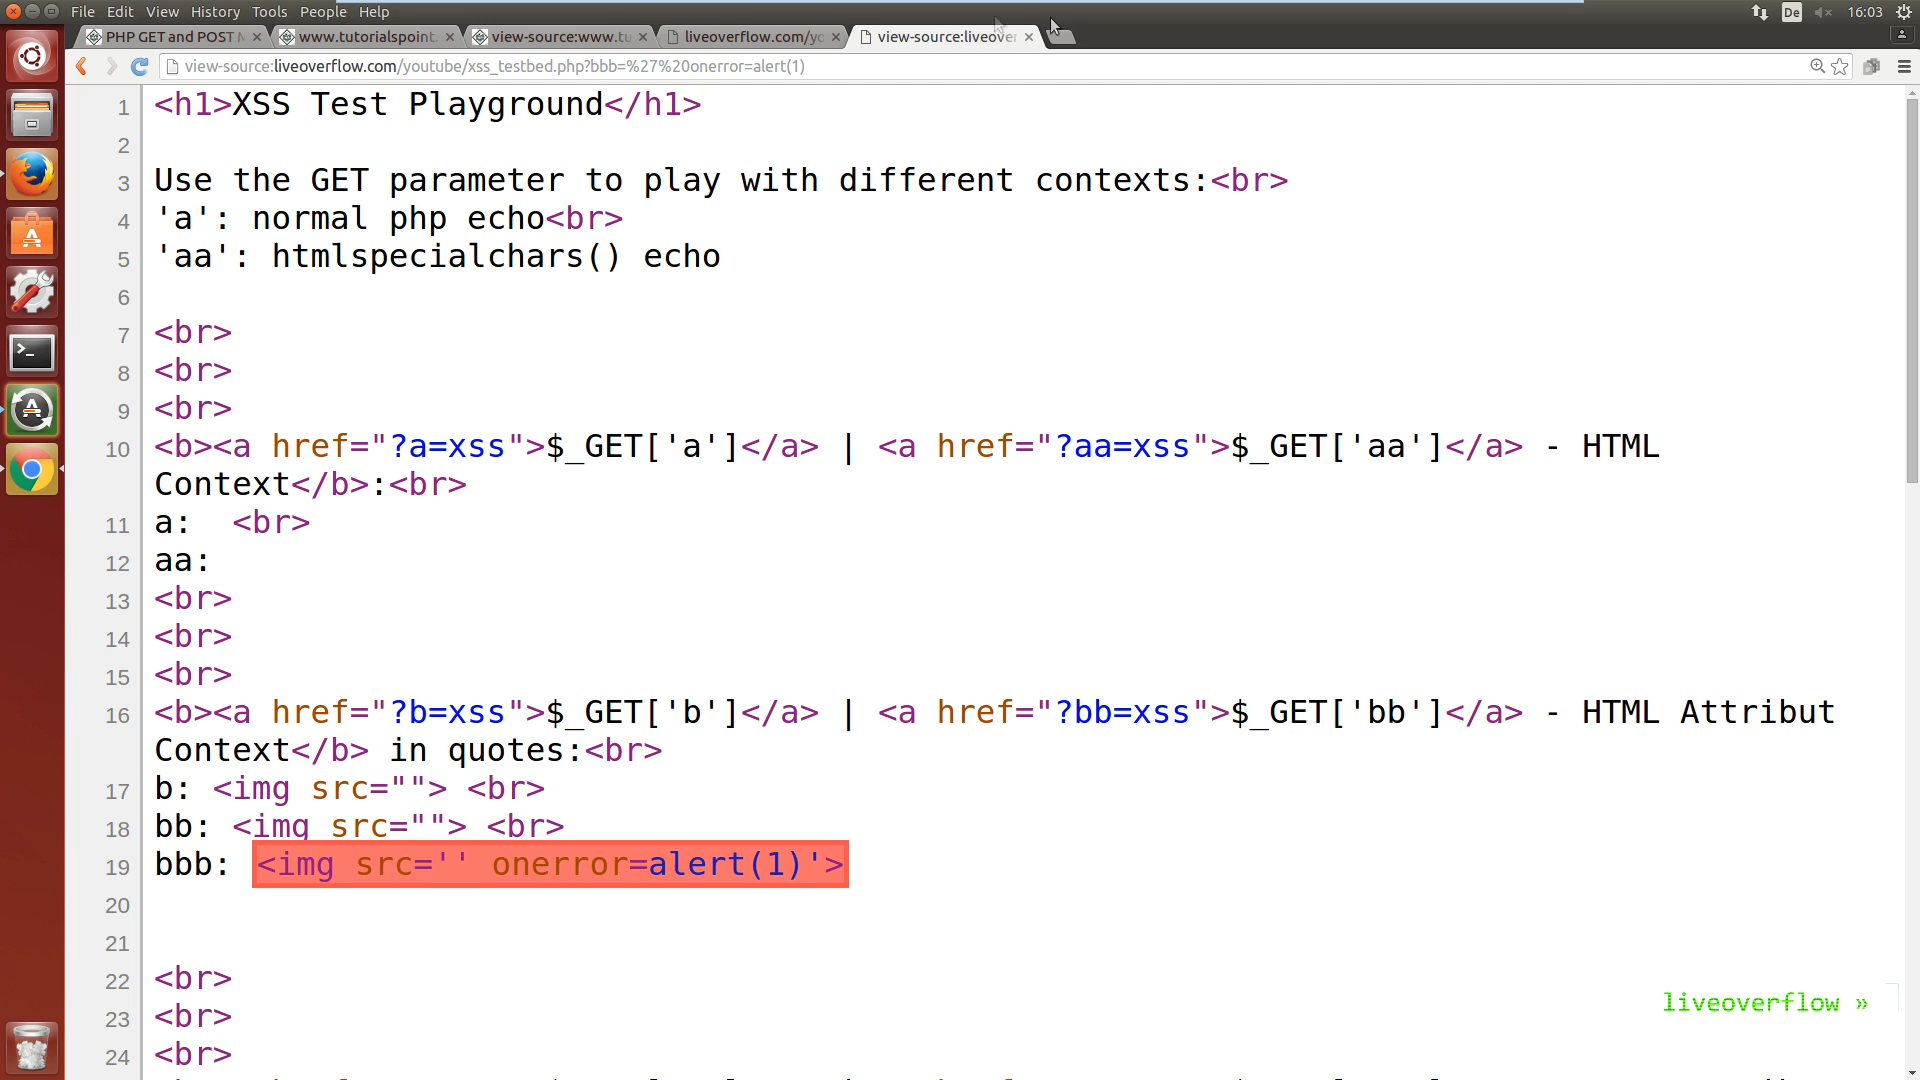 File Edit View History Tools People Help
De 16:03
PHP GET and POST M
www.tutorialspoint.
view-source:www.tu
liveoverflow.com/yo
view-source:liveover
view-source:liveoverflow.com/youtube/xss_testbed.php?bbb=%27%20onerror=alert(1)
1 <h1>XSS Test Playground</h1>
2
3 Use the GET parameter to play with different contexts:<br>
4 'a': normal php echo<br>
5 'aa': htmlspecialchars() echo
6
7 <br>
8 <br>
9 <br>
10 <b><a href="?a=xss">$_GET['a']</a> | <a href="?aa=xss">$_GET['aa']</a> - HTML
Context</b>:<br>
11 a:  <br>
12 aa:
13 <br>
14 <br>
15 <br>
16 <b><a href="?b=xss">$_GET['b']</a> | <a href="?bb=xss">$_GET['bb']</a> - HTML Attribut
Context</b> in quotes:<br>
17 b: <img src=""> <br>
18 bb: <img src=""> <br>
19 bbb: <img src='' onerror=alert(1)'>
20
21
22 <br>
23 <br>
24 <br>
liveoverflow »